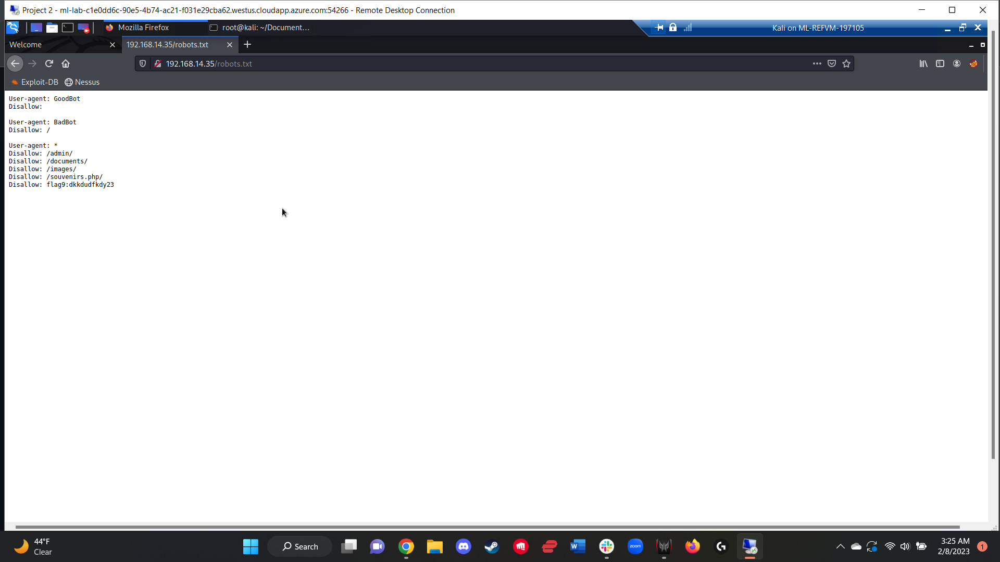 Project 2 - ml-lab-c1e0dd6c-90e5-4b74-ac21-f031e29cba62.westus.cloudapp.azure.com:54266 - Remote Desktop Connection
Mozilla Firefox
root@kali: ~/Document...
Kali on ML-REFVM-197105
Welcome
192.168.14.35/robots.txt
192.168.14.35/robots.txt
Exploit-DB
Nessus
User-agent: GoodBot
Disallow:
User-agent: BadBot
Disallow: /
User-agent: *
Disallow: /admin/
Disallow: /documents/
Disallow: /images/
Disallow: /souvenirs.php/
Disallow: flag9:dkkdudfkdy23
44°F
Clear
Search
zoom
3:25 AM
2/8/2023
1